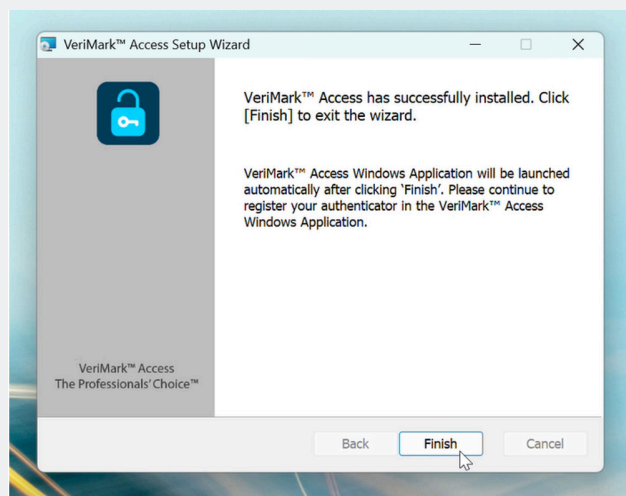 VeriMark™ Access Setup Wizard
VeriMark™ Access has successfully installed. Click
[Finish] to exit the wizard.
VeriMark™ Access Windows Application will be launched
automatically after clicking ‘Finish’. Please continue to
register your authenticator in the VeriMark™ Access
Windows Application.
VeriMark™ Access
The Professionals’ Choice™
Back
Finish
Cancel